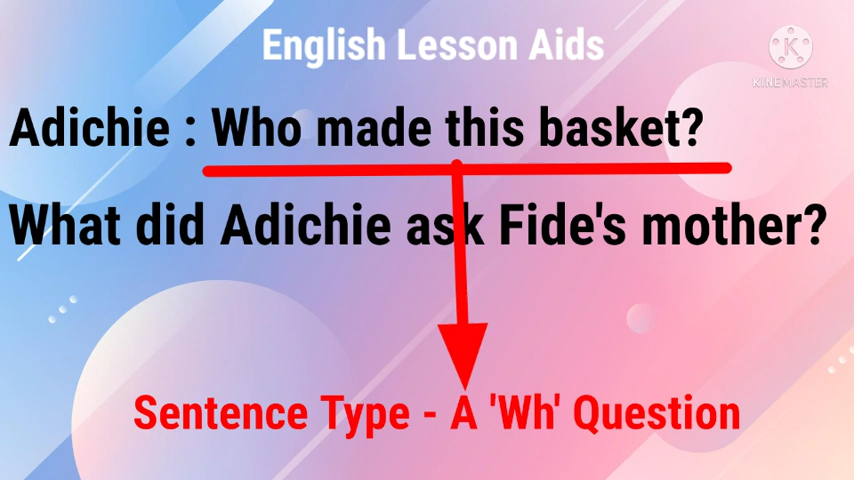 English Lesson Aids
KINEMASTER
Adichie : Who made this basket?
What did Adichie ask Fide's mother?
Sentence Type - A 'Wh' Question